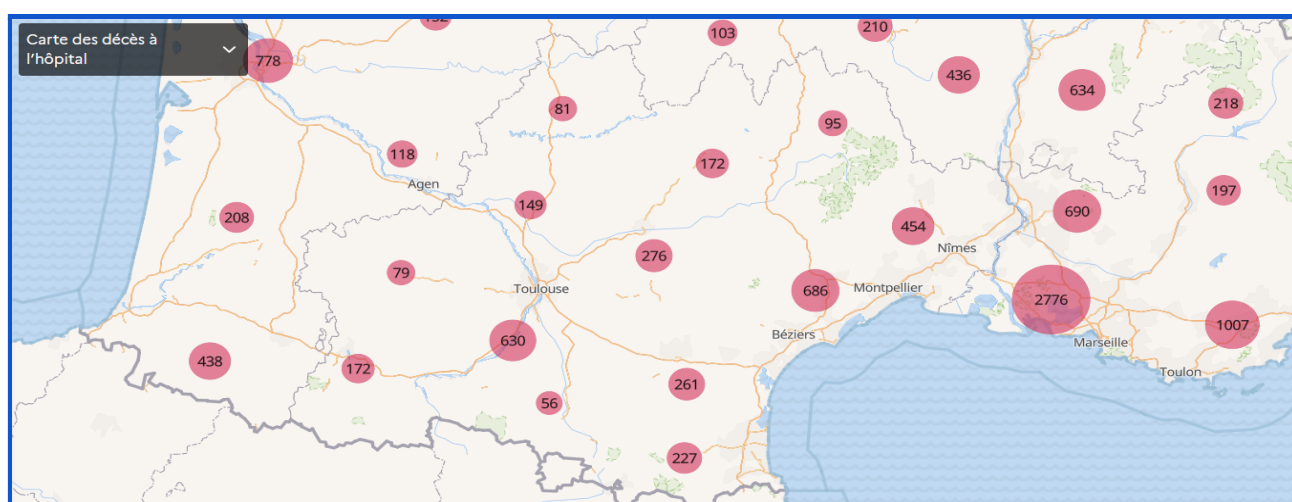 Carte des décès à
l'hôpital
103
210
778
436
634
81
218
95
118
172
Agen
197
149
690
208
454
Nîmes
276
79
Toulouse
686
Montpellier
2776
1007
Béziers
630
Marseille
438
172
Toulon
261
56
227